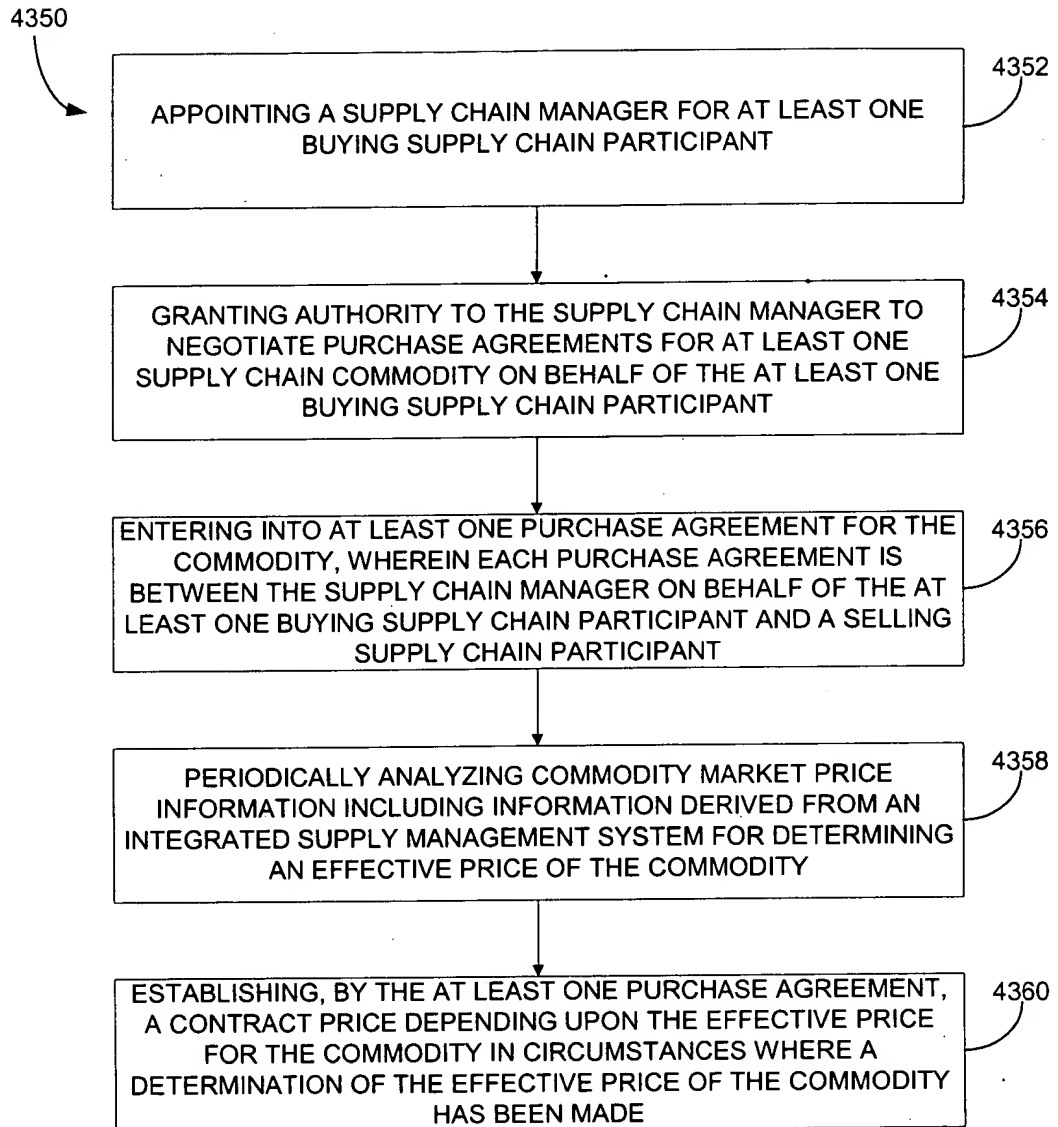 4350
4352
APPOINTING A SUPPLY CHAIN MANAGER FOR AT LEAST ONE
BUYING SUPPLY CHAIN PARTICIPANT
4354
GRANTING AUTHORITY TO THE SUPPLY CHAIN MANAGER TO
NEGOTIATE PURCHASE AGREEMENTS FOR AT LEAST ONE
SUPPLY CHAIN COMMODITY ON BEHALF OF THE AT LEAST ONE
BUYING SUPPLY CHAIN PARTICIPANT
4356
ENTERING INTO AT LEAST ONE PURCHASE AGREEMENT FOR THE
COMMODITY, WHEREIN EACH PURCHASE AGREEMENT IS
BETWEEN THE SUPPLY CHAIN MANAGER ON BEHALF OF THE AT
LEAST ONE BUYING SUPPLY CHAIN PARTICIPANT AND A SELLING
SUPPLY CHAIN PARTICIPANT
4358
PERIODICALLY ANALYZING COMMODITY MARKET PRICE
INFORMATION INCLUDING INFORMATION DERIVED FROM AN
INTEGRATED SUPPLY MANAGEMENT SYSTEM FOR DETERMINING
AN EFFECTIVE PRICE OF THE COMMODITY
4360
ESTABLISHING, BY THE AT LEAST ONE PURCHASE AGREEMENT,
A CONTRACT PRICE DEPENDING UPON THE EFFECTIVE PRICE
FOR THE COMMODITY IN CIRCUMSTANCES WHERE A
DETERMINATION OF THE EFFECTIVE PRICE OF THE COMMODITY
HAS BEEN MADE